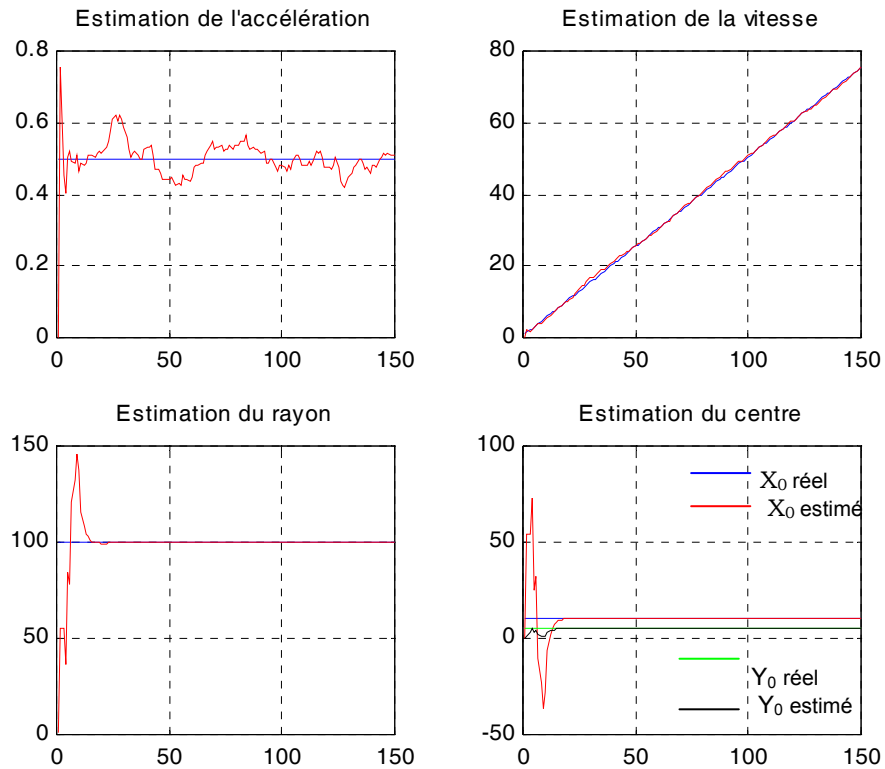 Estimation de l'accélération
0.8
0.6
0.4
0.2
0
0 50 100 150
Estimation de la vitesse
80
60
40
20
0
0 50 100 150
Estimation du rayon
150
100
50
0
0 50 100 150
Estimation du centre
100
50
0
-50
0 50 100 150
X₀ réel
X₀ estimé
Y₀ réel
Y₀ estimé